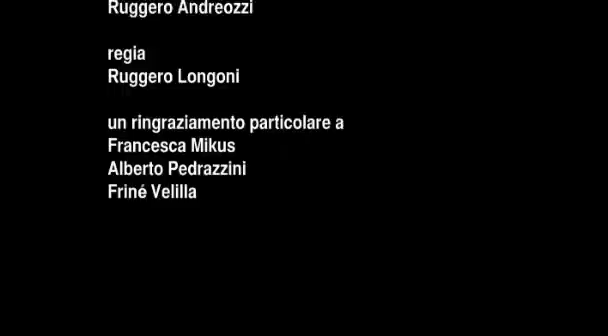 Ruggero Andreozzi
regia
Ruggero Longoni
un ringraziamento particolare a
Francesca Mikus
Alberto Pedrazzini
Friné Velilla